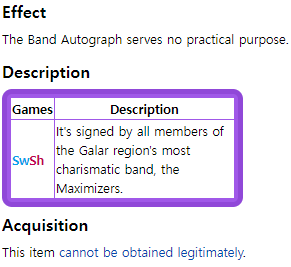 Effect
The Band Autograph serves no practical purpose.
Description
Games Description
SwSh It's signed by all members of
the Galar region's most
charismatic band, the
Maximizers.
Acquisition
This item cannot be obtained legitimately.